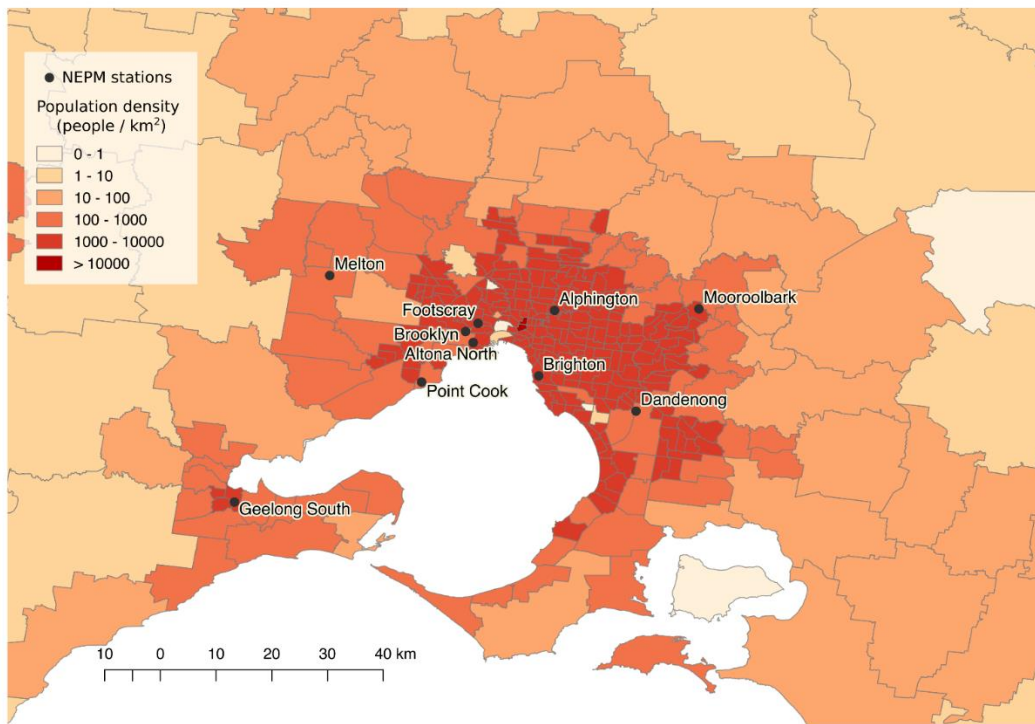 NEPM stations
Population density
(people / km²)
0 - 1
1 - 10
10 - 100
100 - 1000
1000 - 10000
> 10000
Melton
Alphington
Mooroolbark
Footscray
Brooklyn
Altona North
Brighton
Point Cook
Dandenong
Geelong South
10 0 10 20 30 40 km